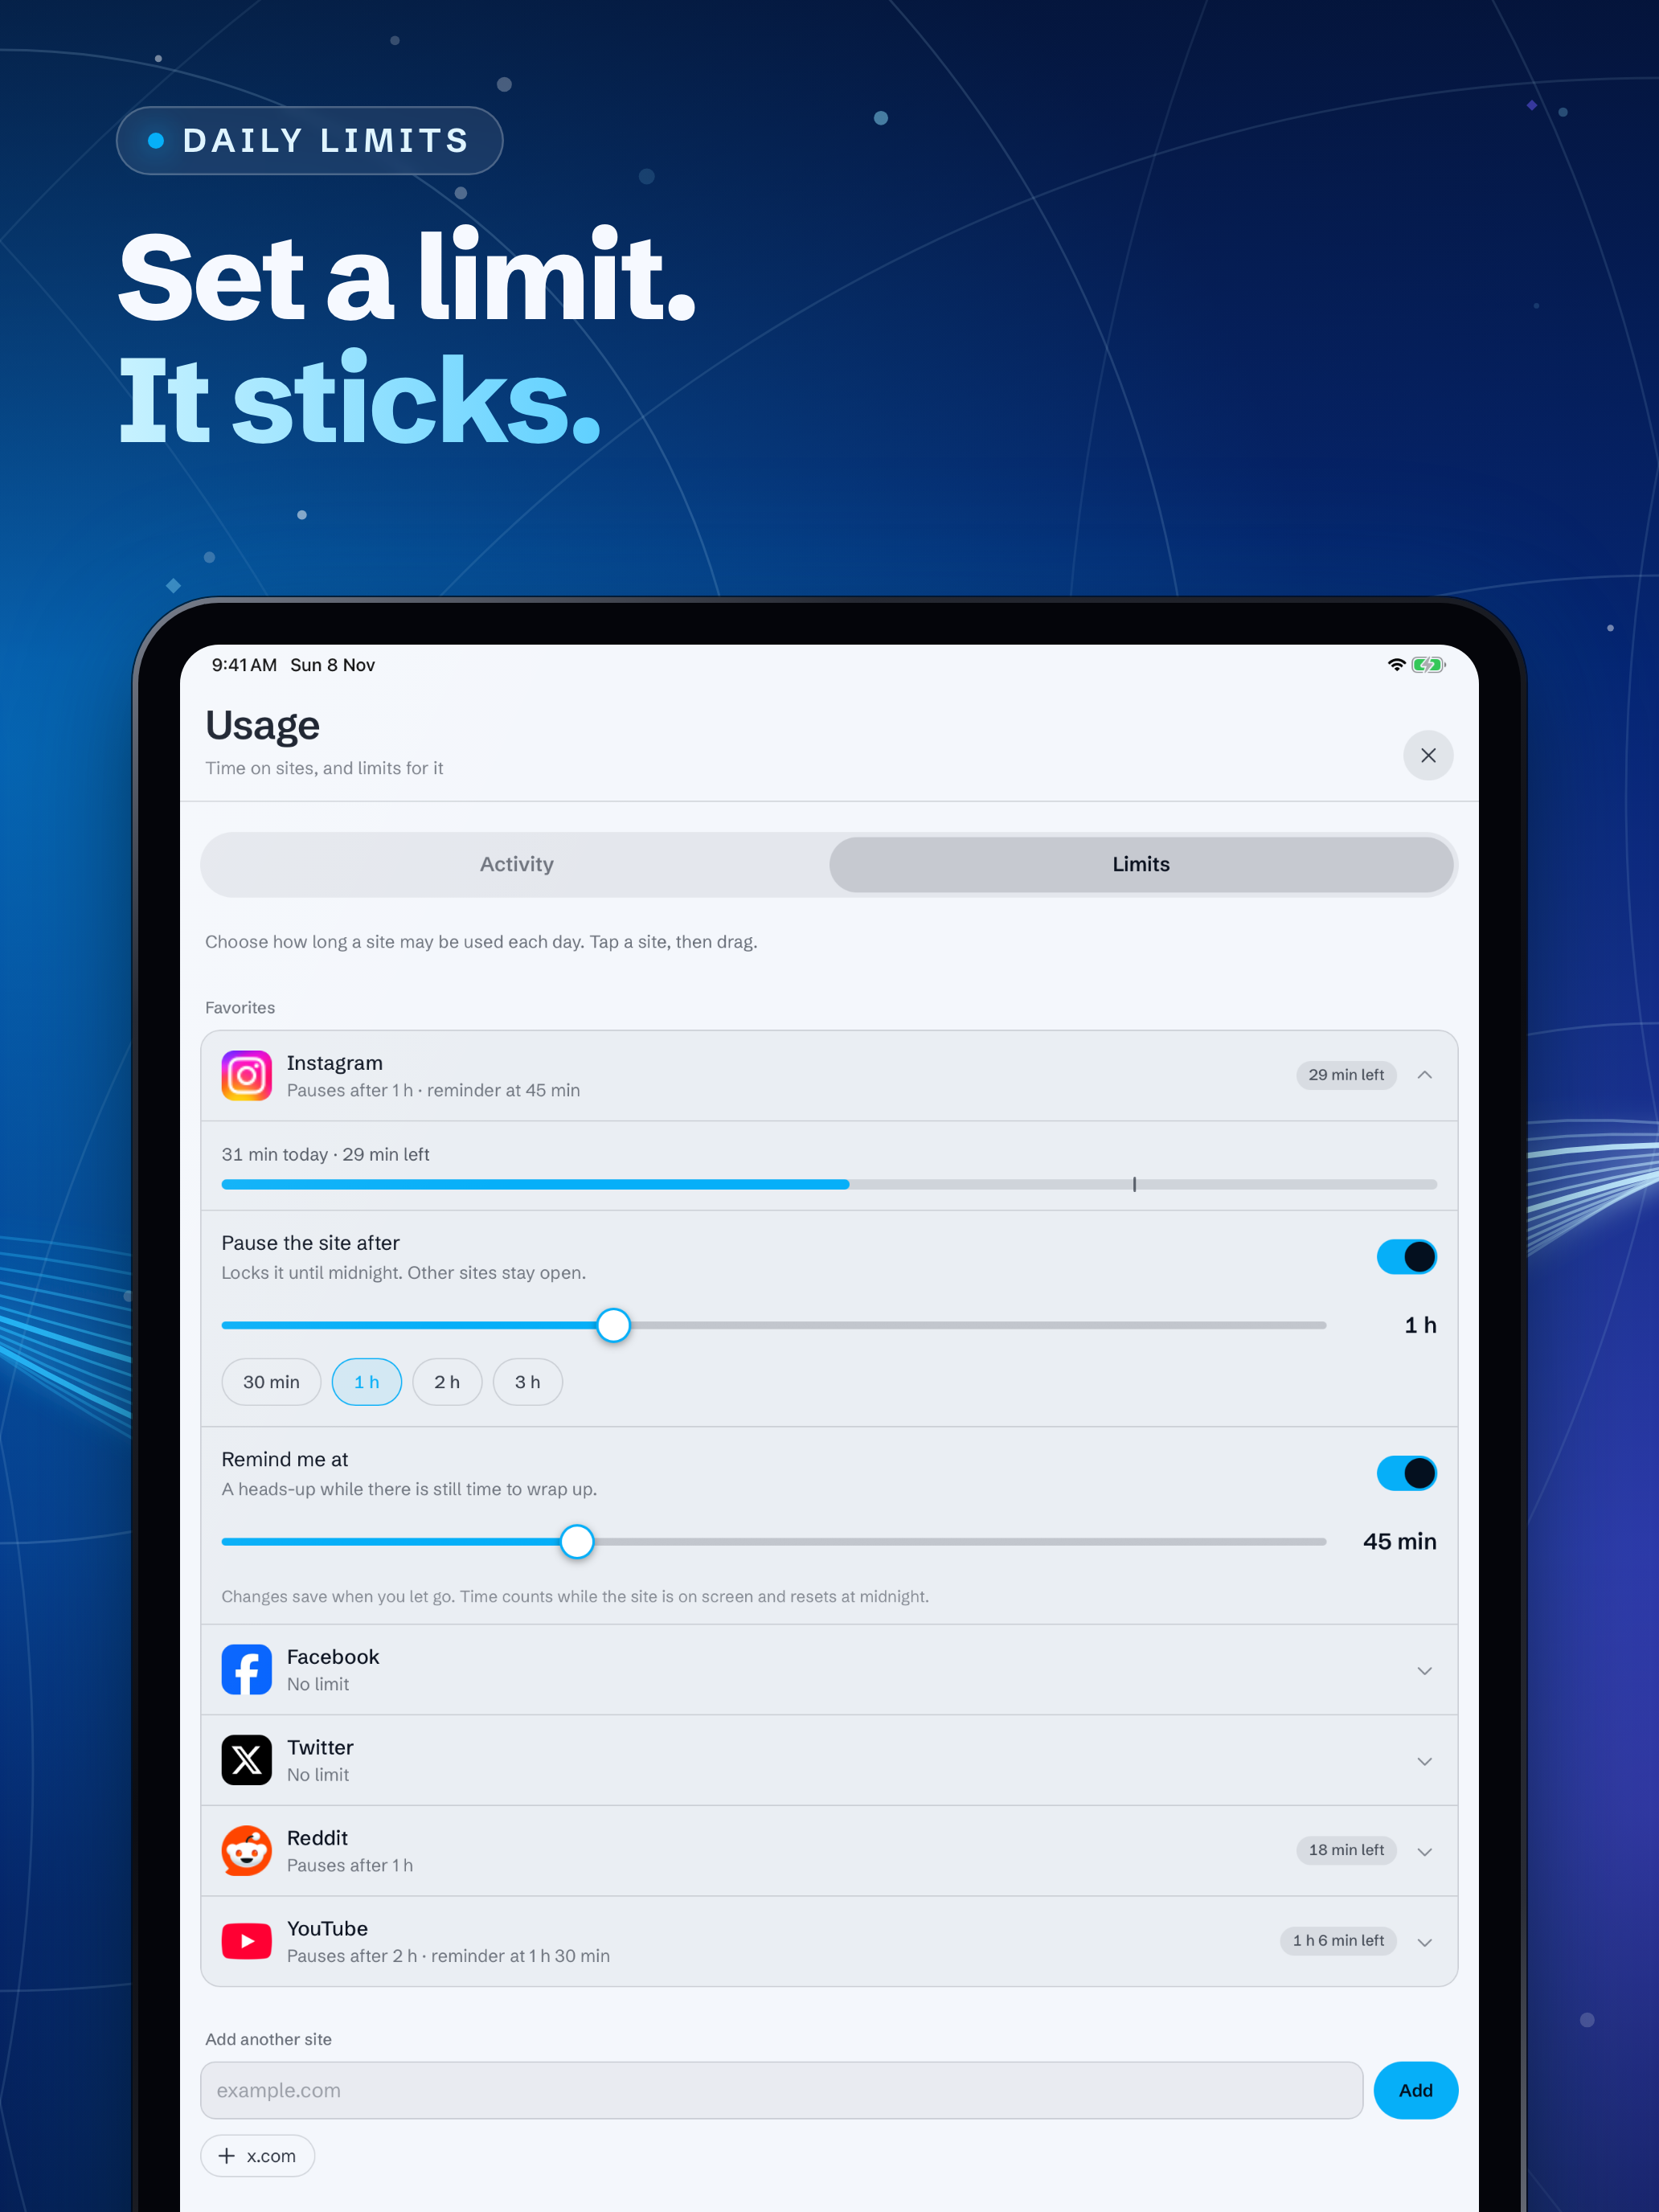 DAILY LIMITS
Set a limit.
It sticks.
9:41 AM Sun 8 Nov
Usage
Time on sites, and limits for it
Activity Limits
Choose how long a site may be used each day. Tap a site, then drag.
Favorites
Instagram
Pauses after 1 h · reminder at 45 min
29 min left
31 min today · 29 min left
Pause the site after
Locks it until midnight. Other sites stay open.
1 h
30 min 1 h 2 h 3 h
Remind me at
A heads-up while there is still time to wrap up.
45 min
Changes save when you let go. Time counts while the site is on screen and resets at midnight.
Facebook
No limit
Twitter
No limit
Reddit
Pauses after 1 h
18 min left
YouTube
Pauses after 2 h · reminder at 1 h 30 min
1 h 6 min left
Add another site
example.com
Add
x.com